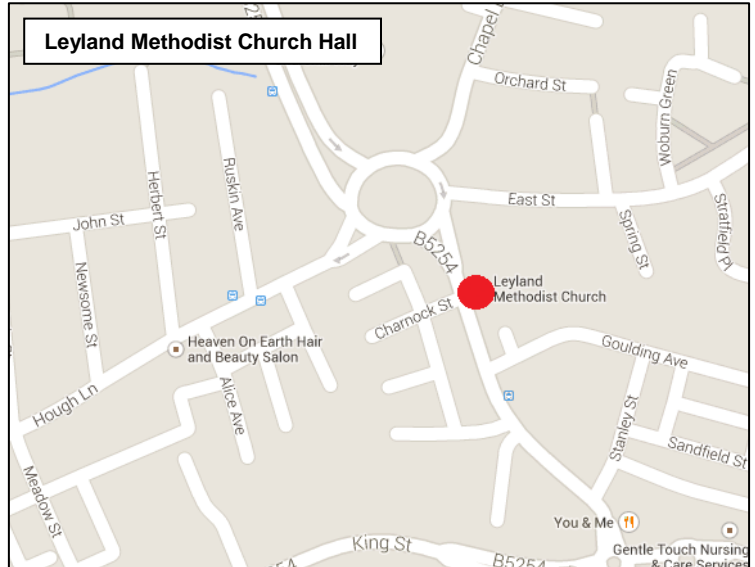 Leyland Methodist Church Hall
Chapel
Orchard St
Woburn Green
Herbert St
Ruskin Ave
East St
John St
Spring St
Stratfield Pl
B5254
Newsome St
Leyland
Methodist Church
Charnock St
Heaven On Earth Hair
and Beauty Salon
Goulding Ave
Hough Ln
Alice Ave
Stanley St
Sandfield St
Meadow St
You & Me
King St
B5254
Gentle Touch Nursing
& Care Services